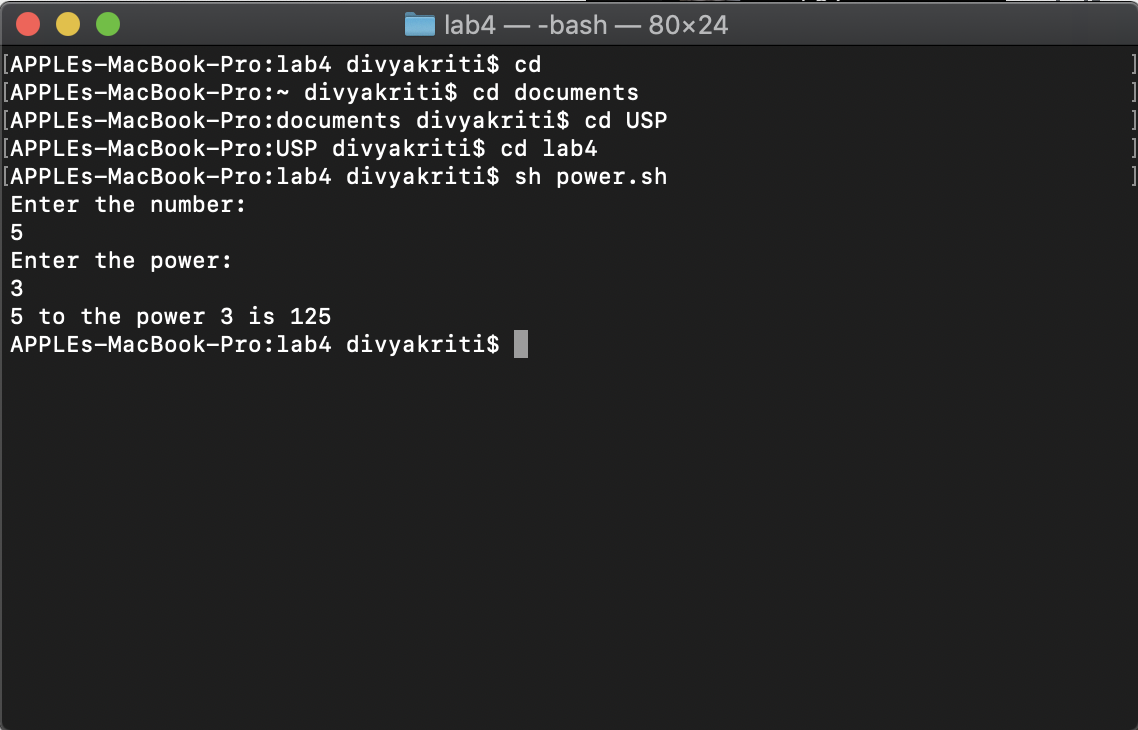 lab4 — -bash — 80×24
[APPLEs-MacBook-Pro:lab4 divyakriti$ cd ]
[APPLEs-MacBook-Pro:~ divyakriti$ cd documents ]
[APPLEs-MacBook-Pro:documents divyakriti$ cd USP ]
[APPLEs-MacBook-Pro:USP divyakriti$ cd lab4 ]
[APPLEs-MacBook-Pro:lab4 divyakriti$ sh power.sh ]
Enter the number:
5
Enter the power:
3
5 to the power 3 is 125
APPLEs-MacBook-Pro:lab4 divyakriti$